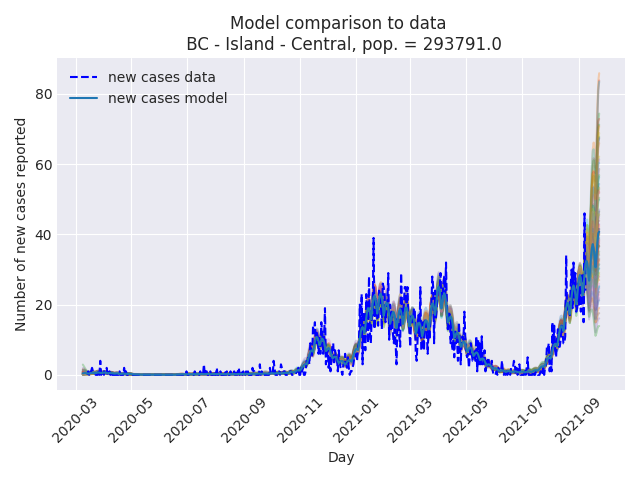 Model comparison to data
BC - Island - Central, pop. = 293791.0
new cases data
new cases model
Number of new cases reported
80
60
40
20
0
2020-03
2020-05
2020-07
2020-09
2020-11
2021-01
2021-03
2021-05
2021-07
2021-09
Day